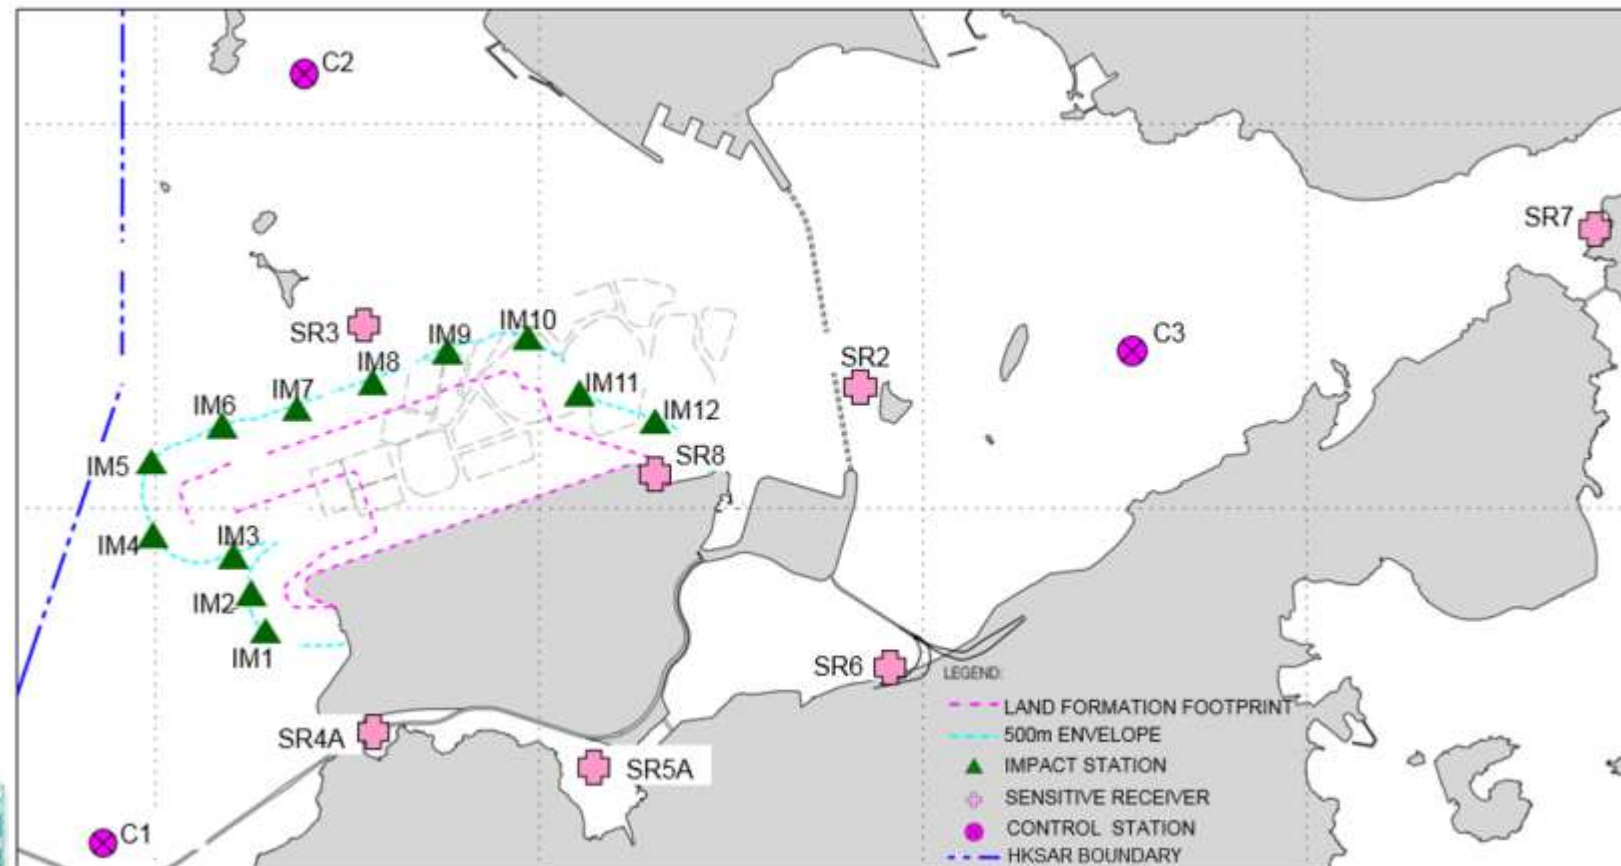 C2
SR7
SR3
IM9
IM10
C3
IM8
SR2
IM7
IM11
IM6
IM12
IM5
SR8
IM4
IM3
IM2
IM1
SR6
LEGEND:
LAND FORMATION FOOTPRINT
SR4A
500m ENVELOPE
SR5A
IMPACT STATION
SENSITIVE RECEIVER
C1
CONTROL STATION
HKSAR BOUNDARY